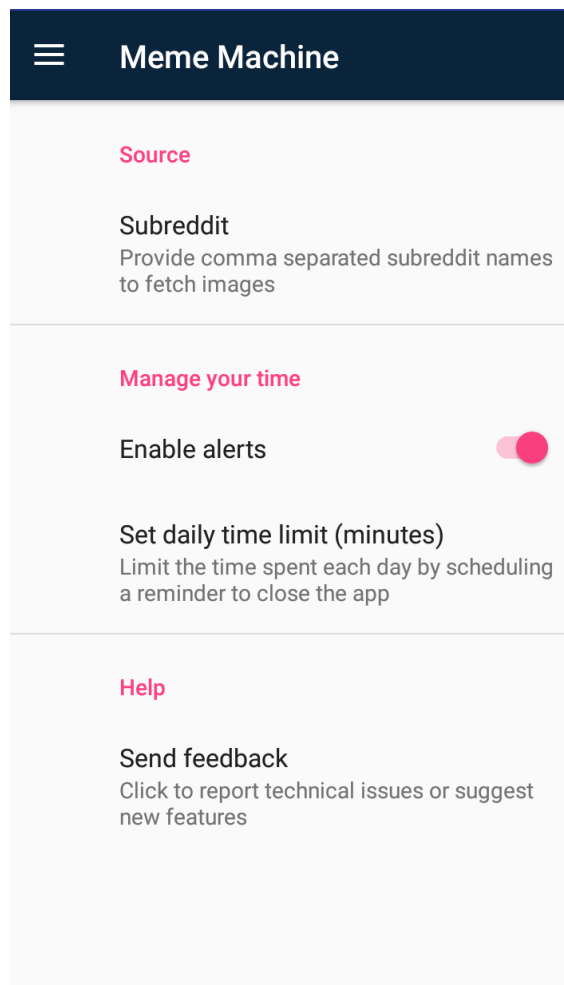 Meme Machine
Source
Subreddit
Provide comma separated subreddit names
to fetch images
Manage your time
Enable alerts
Set daily time limit (minutes)
Limit the time spent each day by scheduling
a reminder to close the app
Help
Send feedback
Click to report technical issues or suggest
new features